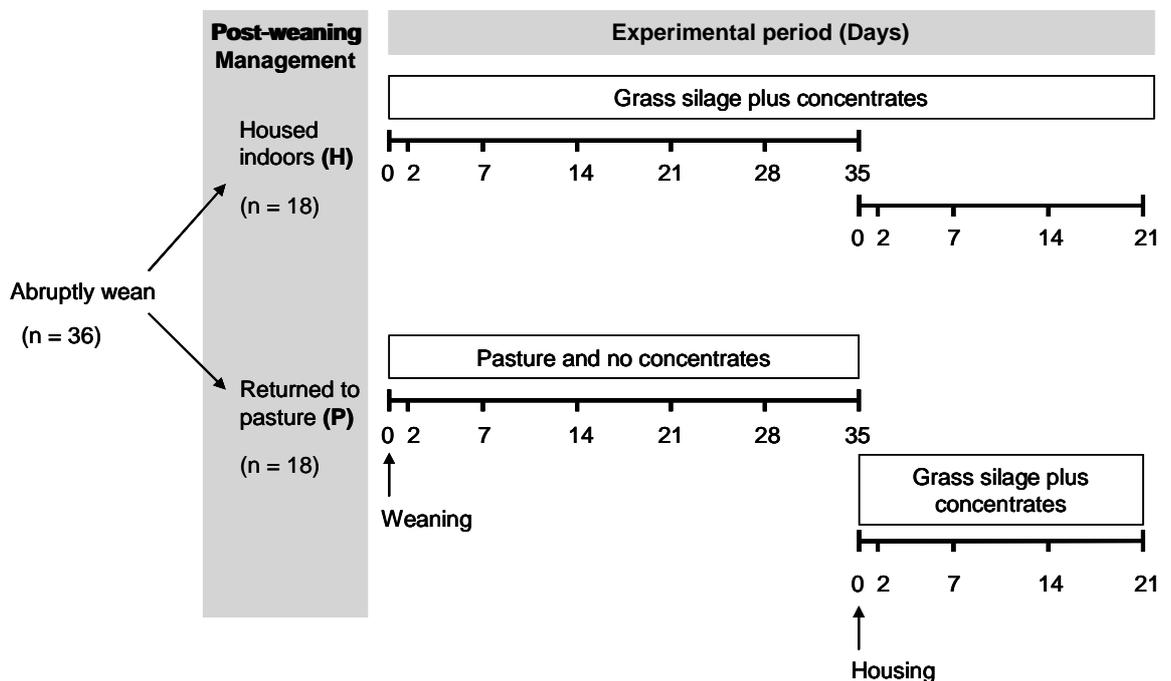 Post-weaning
Management
Experimental period (Days)
Grass silage plus concentrates
Housed
indoors (H)
(n = 18)
0 2 7 14 21 28 35
0 2 7 14 21
Abruptly wean
(n = 36)
Pasture and no concentrates
Returned to
pasture (P)
(n = 18)
0 2 7 14 21 28 35
Weaning
Grass silage plus
concentrates
0 2 7 14 21
Housing